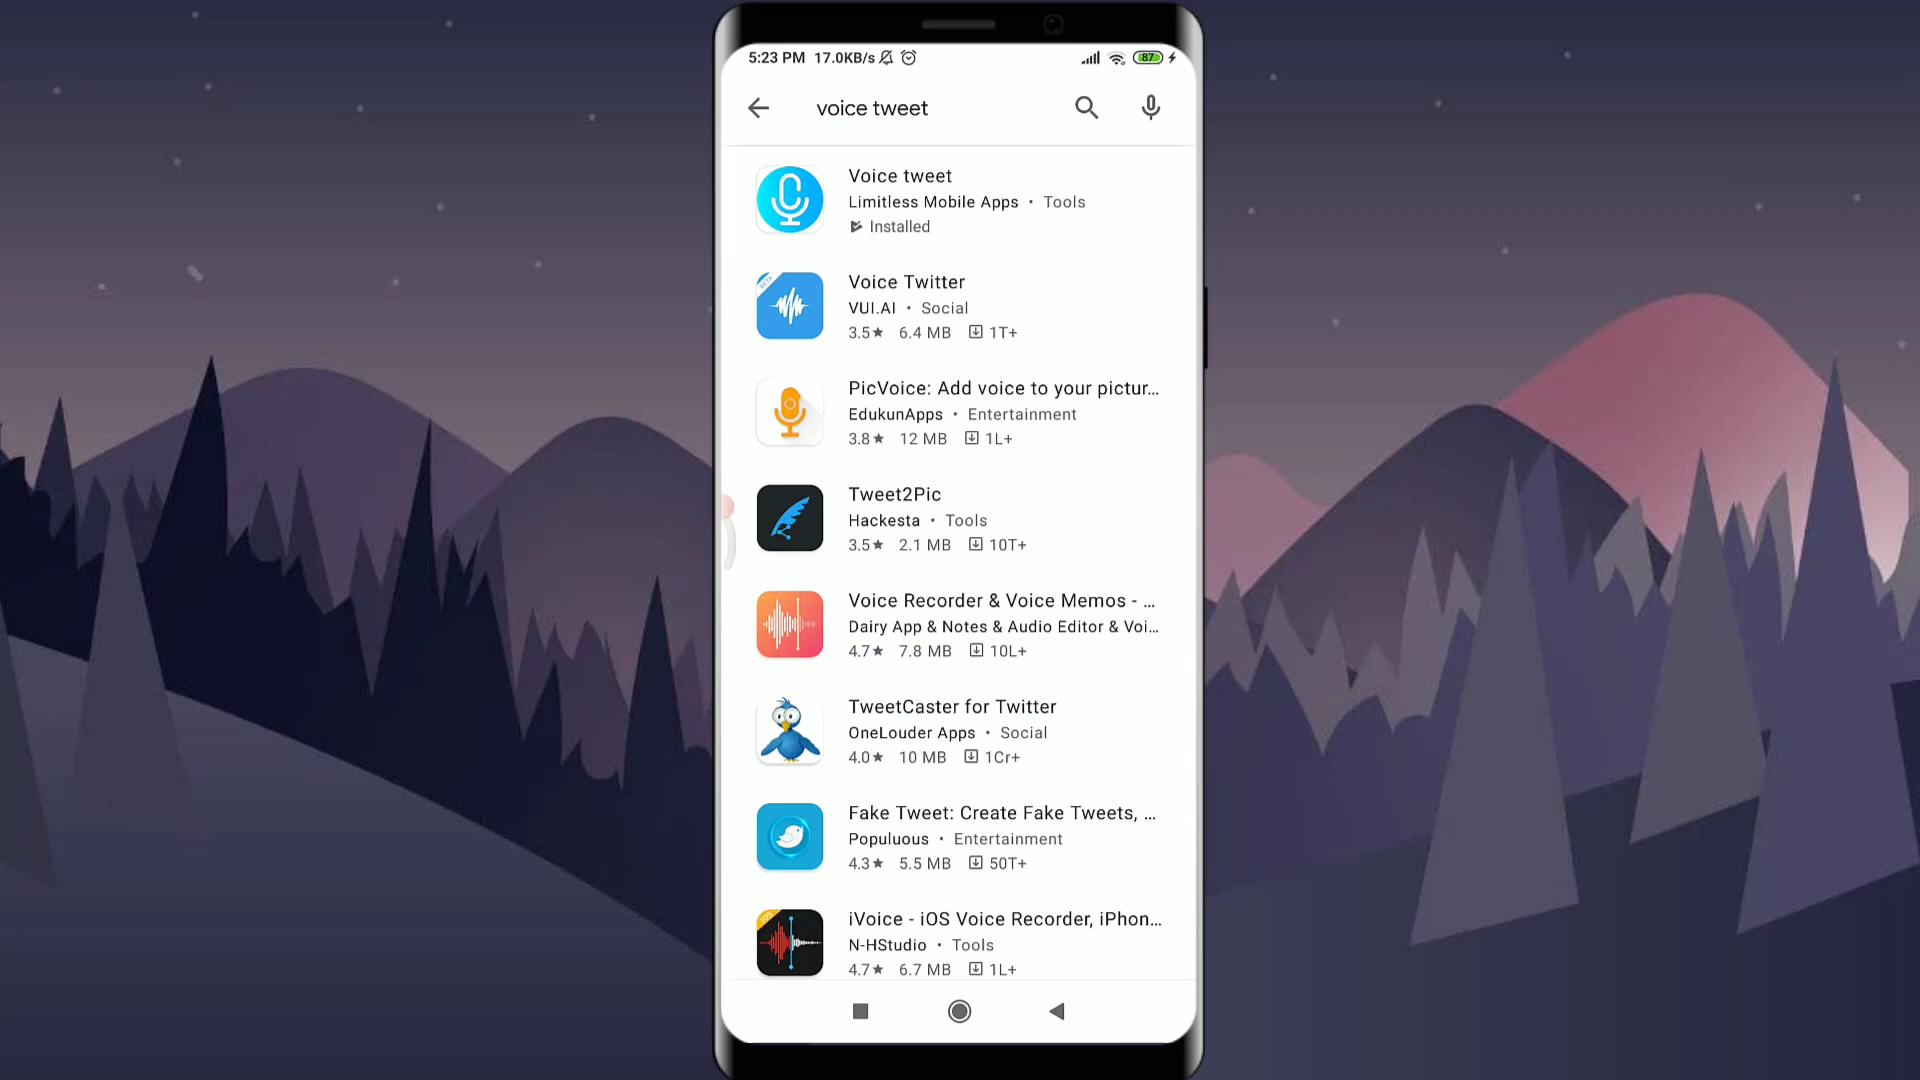 5:23 PM 17.0KB/s 87
voice tweet
Voice tweet
Limitless Mobile Apps • Tools
Installed
BETA
Voice Twitter
VUI.AI • Social
3.5★ 6.4 MB 1T+
PicVoice: Add voice to your pictur...
EdukunApps • Entertainment
3.8★ 12 MB 1L+
Tweet2Pic
Hackesta • Tools
3.5★ 2.1 MB 10T+
Voice Recorder & Voice Memos - ...
Dairy App & Notes & Audio Editor & Voi...
4.7★ 7.8 MB 10L+
TweetCaster for Twitter
OneLouder Apps • Social
4.0★ 10 MB 1Cr+
Fake Tweet: Create Fake Tweets, ...
Populuous • Entertainment
4.3★ 5.5 MB 50T+
iOS
iVoice - iOS Voice Recorder, iPhon...
N-HStudio • Tools
4.7★ 6.7 MB 1L+